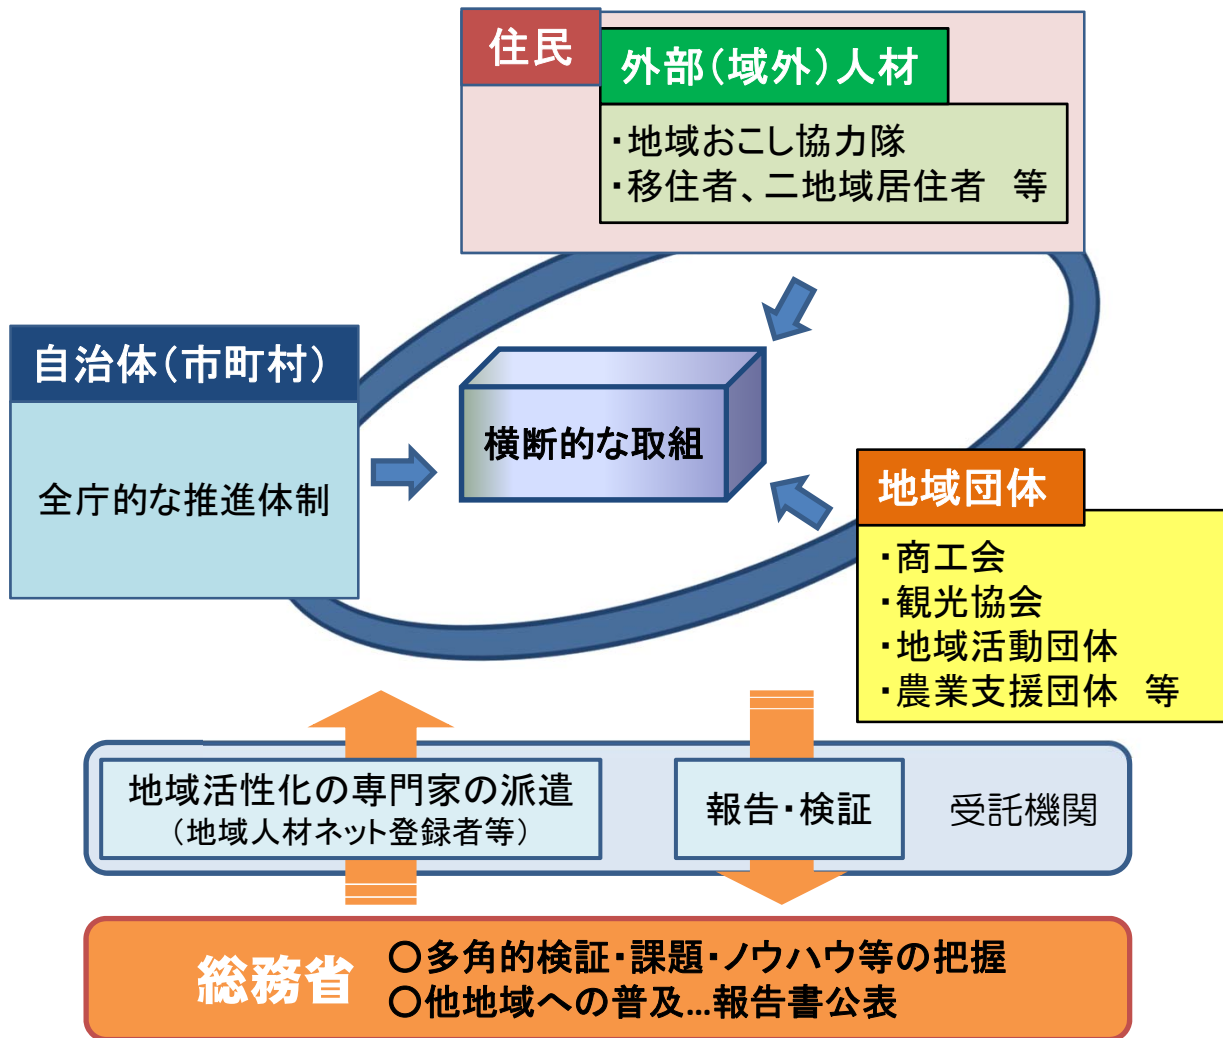 住民
外部（域外）人材
・地域おこし協力隊
・移住者、二地域居住者　等
自治体（市町村）
全庁的な推進体制
横断的な取組
地域団体
・商工会
・観光協会
・地域活動団体
・農業支援団体　等
地域活性化の専門家の派遣
（地域人材ネット登録者等）
報告・検証
受託機関
総務省
〇多角的検証・課題・ノウハウ等の把握
〇他地域への普及…報告書公表